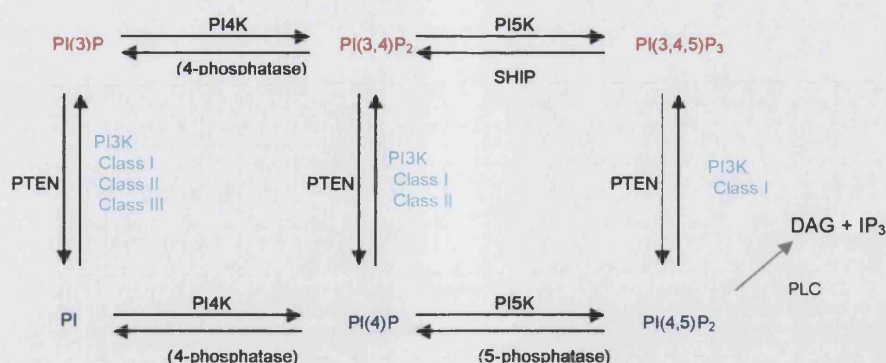 PI4K PI5K
PI(3)P PI(3,4)P₂ PI(3,4,5)P₃
(4-phosphatase) SHIP
PI3K
Class I
Class II
Class III
PTEN
PI3K
Class I
Class II
PTEN
PI3K
Class I
PTEN
DAG + IP₃
PLC
PI4K PI5K
PI PI(4)P PI(4,5)P₂
(4-phosphatase) (5-phosphatase)